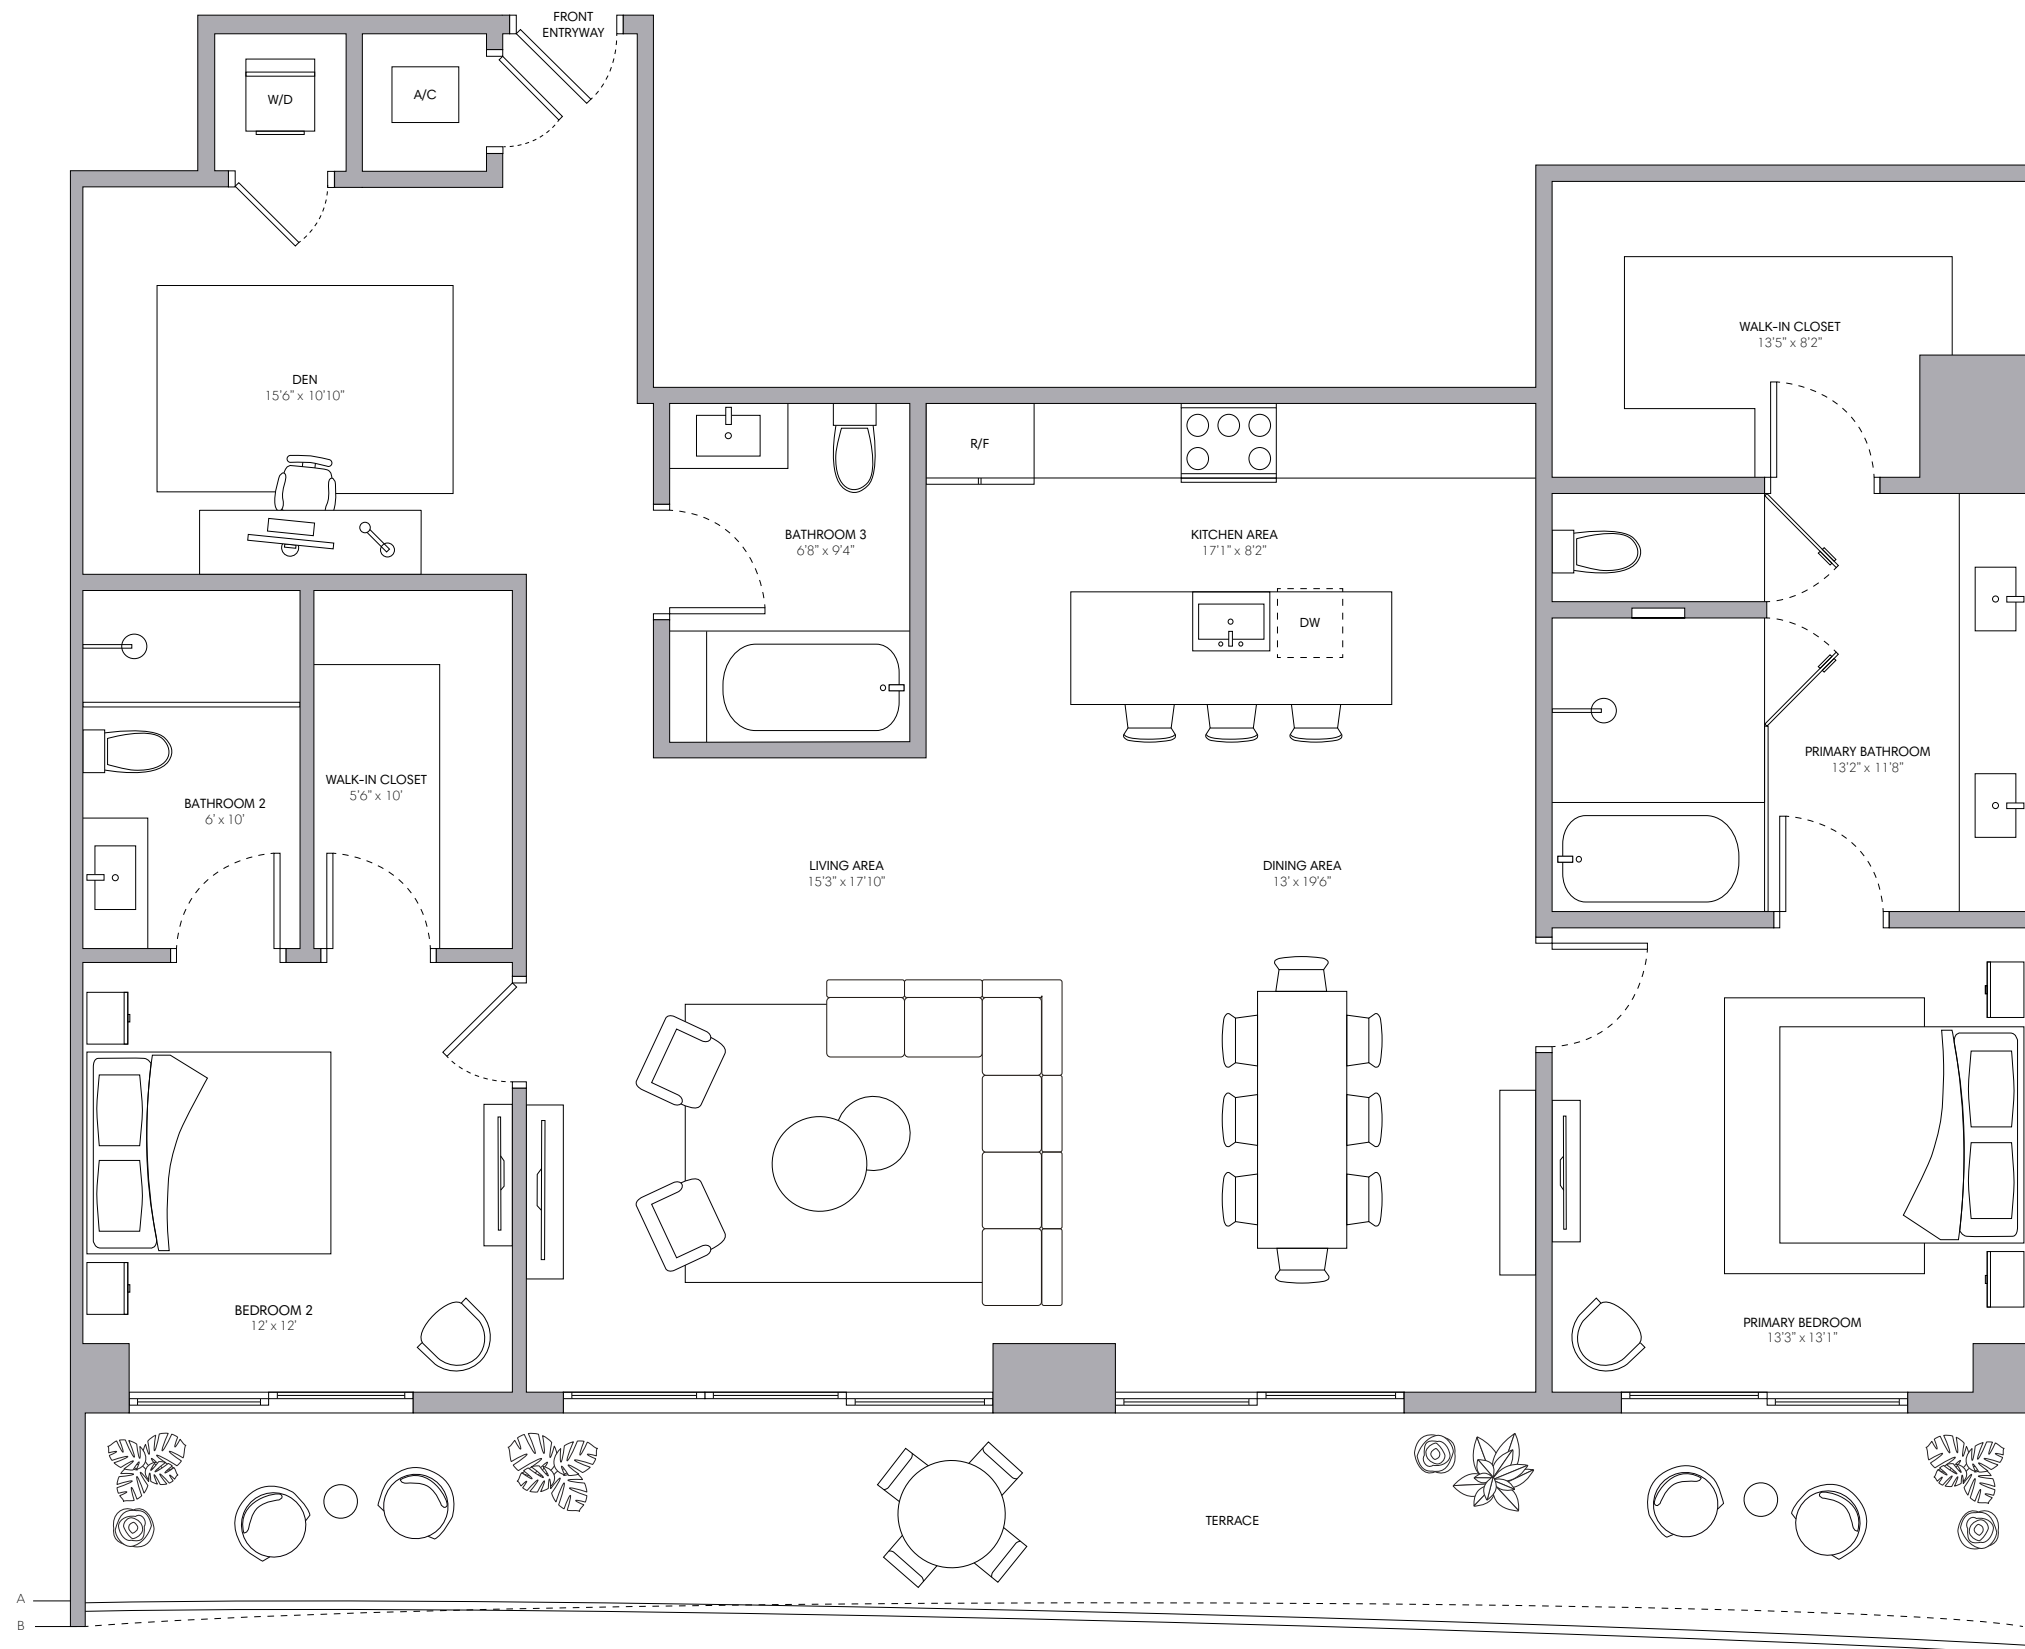 FRONT
ENTRYWAY
W/D
A/C
WALK-IN CLOSET
13'5" x 8'2"
DEN
15'6" x 10'10"
R/F
BATHROOM 3
6'8" x 9'4"
KITCHEN AREA
17'1" x 8'2"
DW
PRIMARY BATHROOM
13'2" x 11'8"
WALK-IN CLOSET
5'6" x 10'
BATHROOM 2
6' x 10'
LIVING AREA
15'3" x 17'10"
DINING AREA
13' x 19'6"
BEDROOM 2
12' x 12'
PRIMARY BEDROOM
13'3" x 13'1"
TERRACE
A
B